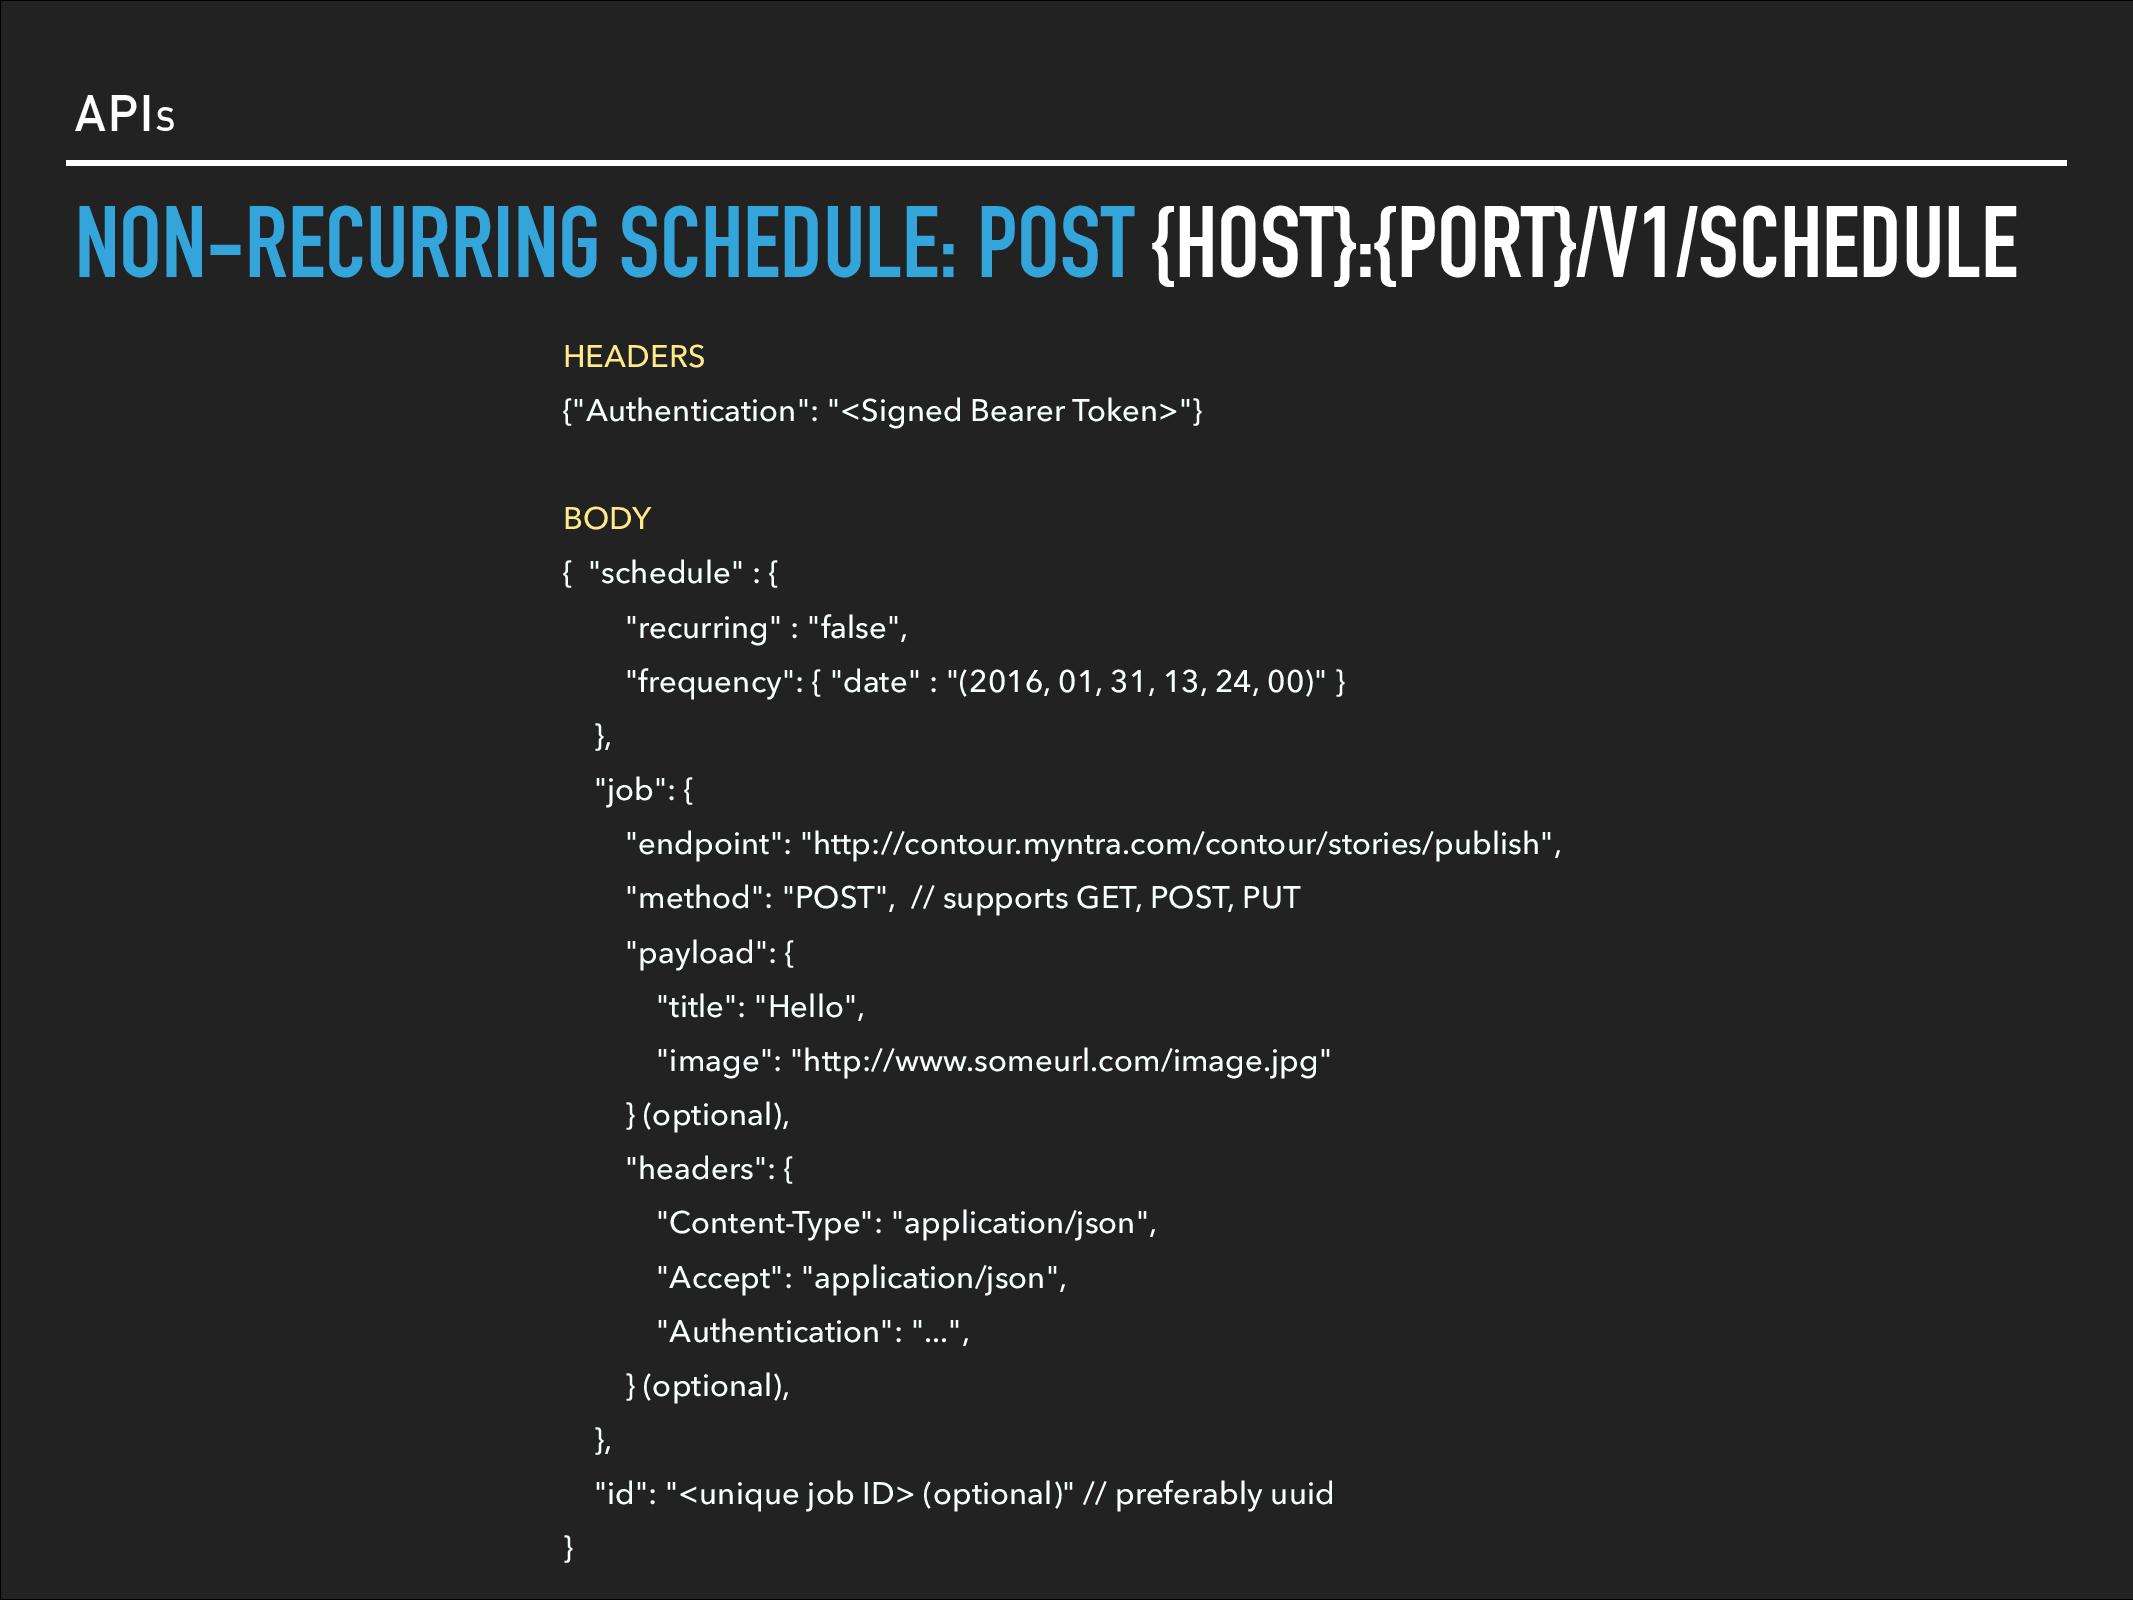 APIs
NON-RECURRING SCHEDULE: POST {HOST}:{PORT}/V1/SCHEDULE
HEADERS
{"Authentication": "<Signed Bearer Token>"}
BODY
{  "schedule" : {
"recurring" : "false",
"frequency": { "date" : "(2016, 01, 31, 13, 24, 00)" }
},
"job": {
"endpoint": "http://contour.myntra.com/contour/stories/publish",
"method": "POST",  // supports GET, POST, PUT
"payload": {
"title": "Hello",
"image": "http://www.someurl.com/image.jpg"
} (optional),
"headers": {
"Content-Type": "application/json",
"Accept": "application/json",
"Authentication": "...",
} (optional),
},
"id": "<unique job ID> (optional)" // preferably uuid
}